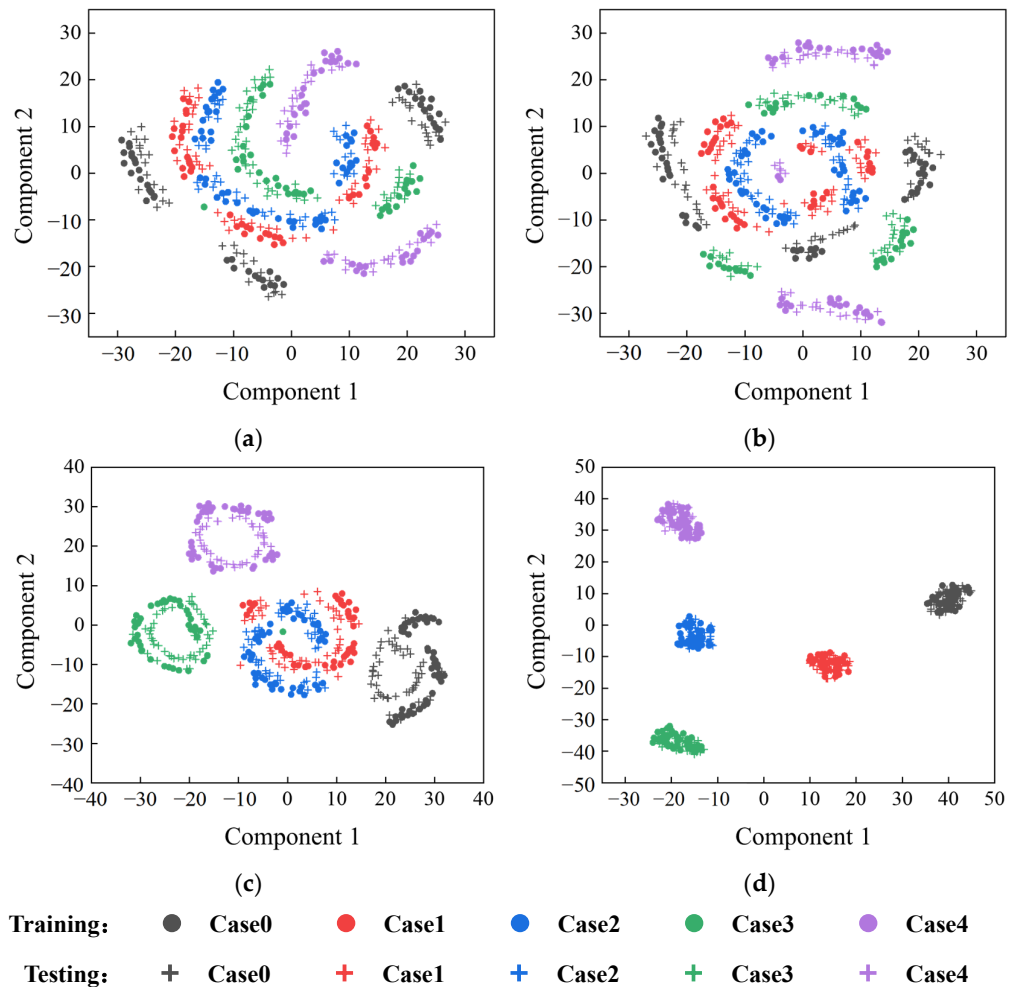 30
20
10
0
−10
−20
−30
−30 −20 −10 0 10 20 30
Component 2
Component 1
(a)
30
20
10
0
−10
−20
−30
−30 −20 −10 0 10 20 30
Component 2
Component 1
(b)
40
30
20
10
0
−10
−20
−30
−40
−40 −30 −20 −10 0 10 20 30 40
Component 2
Component 1
(c)
50
40
30
20
10
0
−10
−20
−30
−40
−50
−30 −20 −10 0 10 20 30 40 50
Component 2
Component 1
(d)
Training： Case0 Case1 Case2 Case3 Case4
Testing： Case0 Case1 Case2 Case3 Case4